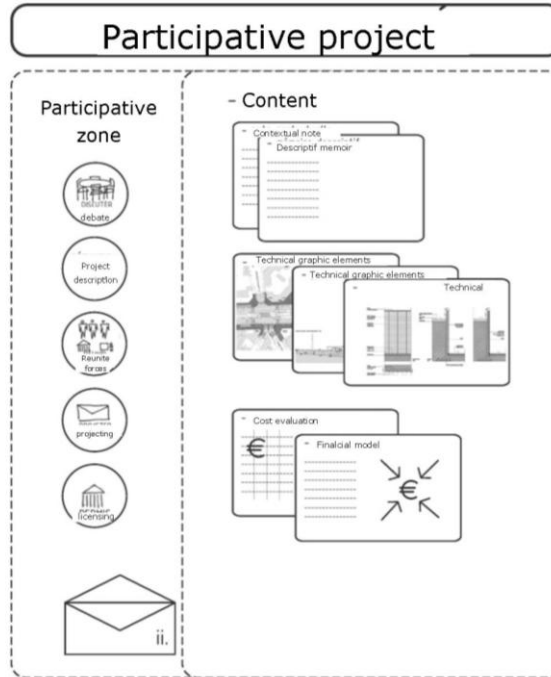 Participative project
Participative
zone
DISCUTER
debate
Project
description
Reunite
forces
projecting
licensing
ii.
- Content
- Contextual note
- Descriptif memoir
- Technical graphic elements
- Technical graphic elements
- Technical
- Cost evaluation
€
- Finalcial model
€